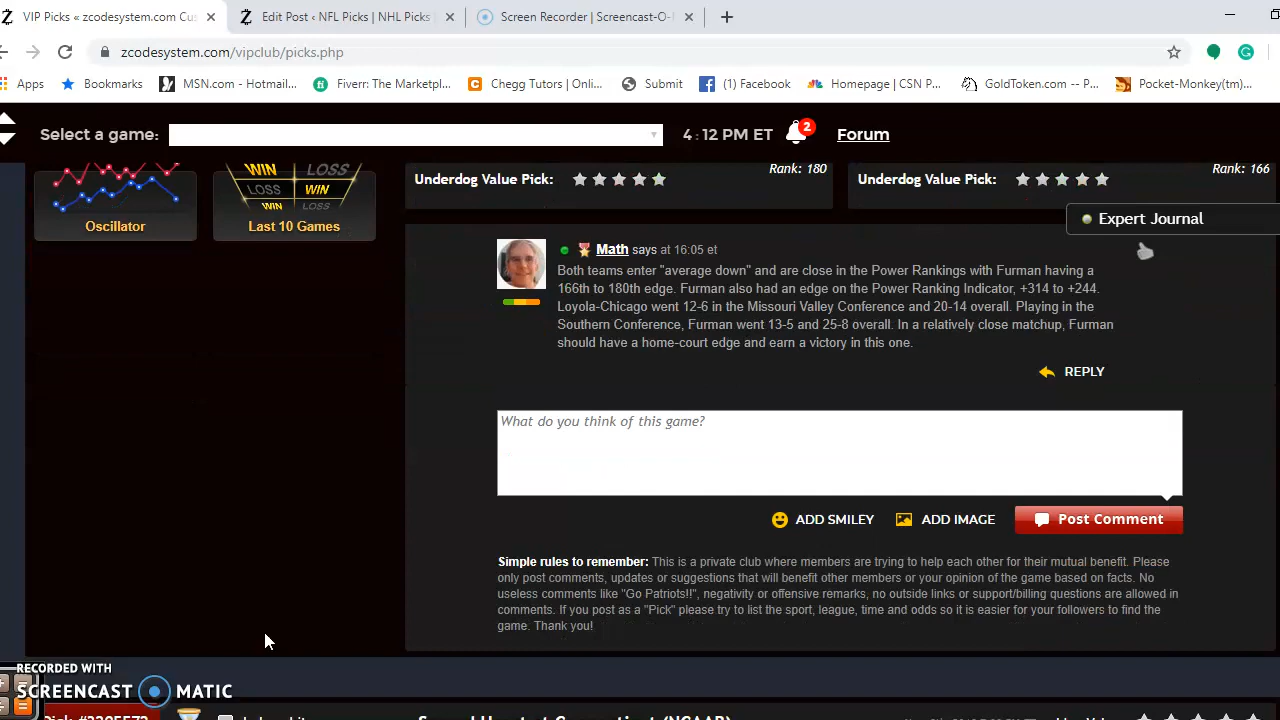 VIP Picks « zcodesystem.com Cus
Edit Post ‹ NFL Picks | NHL Picks
Screen Recorder | Screencast-O-
zcodesystem.com/vipclub/picks.php
Apps
Bookmarks
MSN.com - Hotmail...
Fiverr: The Marketpl...
Chegg Tutors | Onli...
Submit
(1) Facebook
Homepage | CSN P...
GoldToken.com -- P...
Pocket-Monkey(tm)...
Select a game:
4:12 PM ET
2
Forum
WIN LOSS
LOSS WIN
WIN LOSS
Oscillator
Last 10 Games
Rank: 180
Underdog Value Pick:
Rank: 166
Underdog Value Pick:
Expert Journal
Math says at 16:05 et
Both teams enter "average down" and are close in the Power Rankings with Furman having a
166th to 180th edge. Furman also had an edge on the Power Ranking Indicator, +314 to +244.
Loyola-Chicago went 12-6 in the Missouri Valley Conference and 20-14 overall. Playing in the
Southern Conference, Furman went 13-5 and 25-8 overall. In a relatively close matchup, Furman
should have a home-court edge and earn a victory in this one.
REPLY
What do you think of this game?
ADD SMILEY
ADD IMAGE
Post Comment
Simple rules to remember: This is a private club where members are trying to help each other for their mutual benefit. Please
only post comments, updates or suggestions that will benefit other members or your opinion of the game based on facts. No
useless comments like "Go Patriots!!", negativity or offensive remarks, no outside links or support/billing questions are allowed in
comments. If you post as a "Pick" please try to list the sport, league, time and odds so it is easier for your followers to find the
game. Thank you!
RECORDED WITH
SCREENCAST MATIC